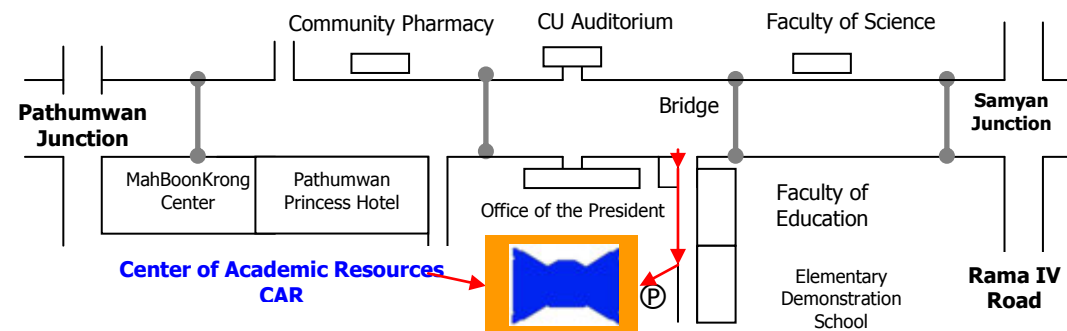 Community Pharmacy
CU Auditorium
Faculty of Science
Pathumwan
Junction
Bridge
Samyan
Junction
MahBoonKrong
Center
Pathumwan
Princess Hotel
Office of the President
Faculty of
Education
Center of Academic Resources
CAR
P
Elementary
Demonstration
School
Rama IV
Road